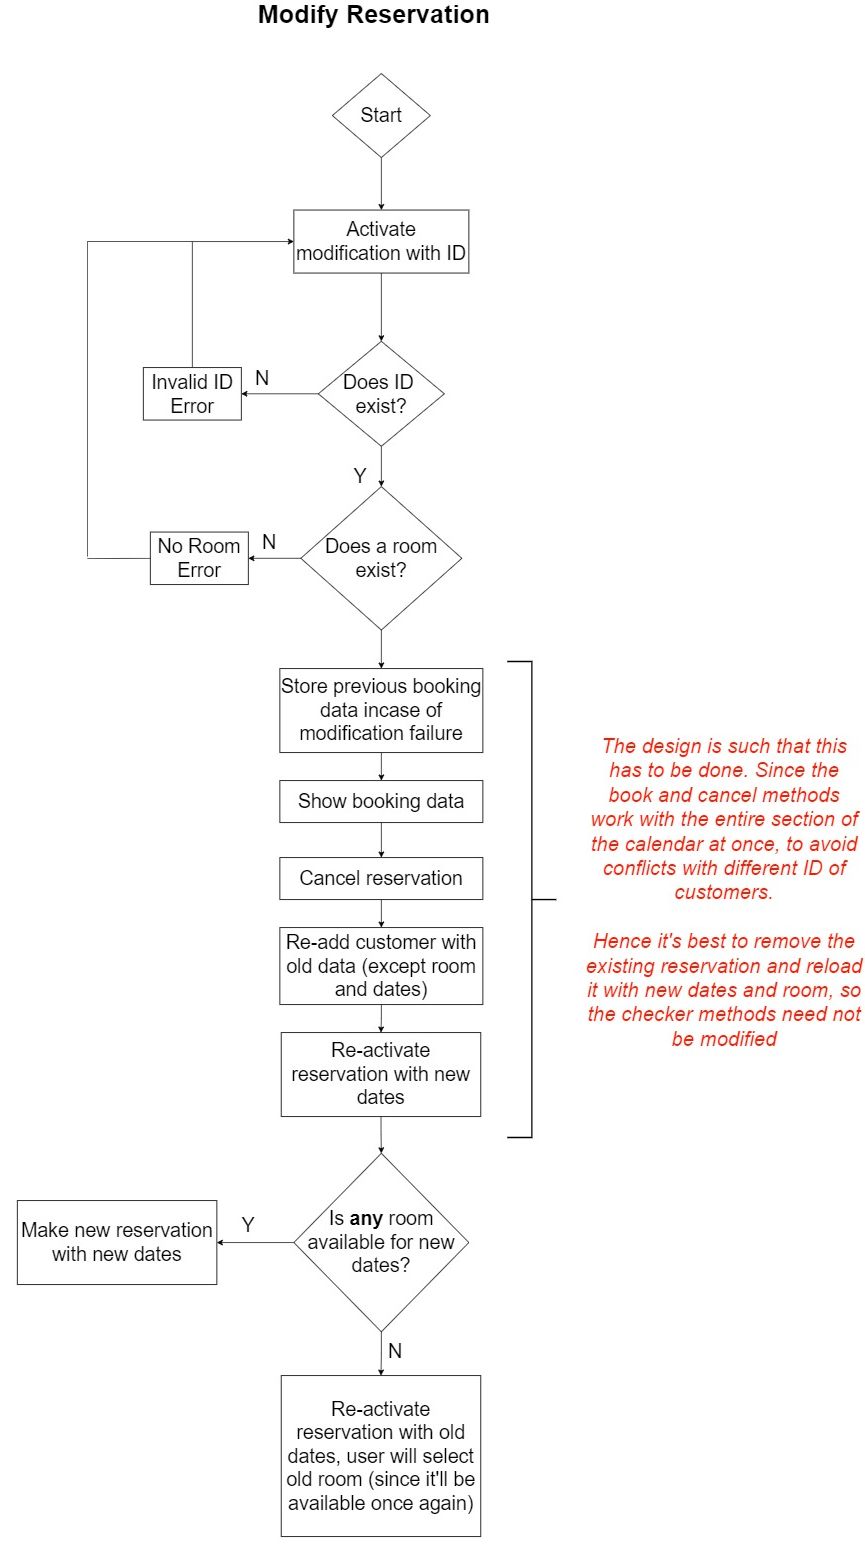 Modify Reservation
Start
Activate
modification with ID
Does ID
exist?
N
Invalid ID
Error
Y
Does a room
exist?
N
No Room
Error
Store previous booking
data incase of
modification failure
Show booking data
Cancel reservation
Re-add customer with
old data (except room
and dates)
Re-activate
reservation with new
dates
The design is such that this
has to be done. Since the
book and cancel methods
work with the entire section of
the calendar at once, to avoid
conflicts with different ID of
customers.
Hence it's best to remove the
existing reservation and reload
it with new dates and room, so
the checker methods need not
be modified
Is any room
available for new
dates?
Y
Make new reservation
with new dates
N
Re-activate
reservation with old
dates, user will select
old room (since it'll be
available once again)